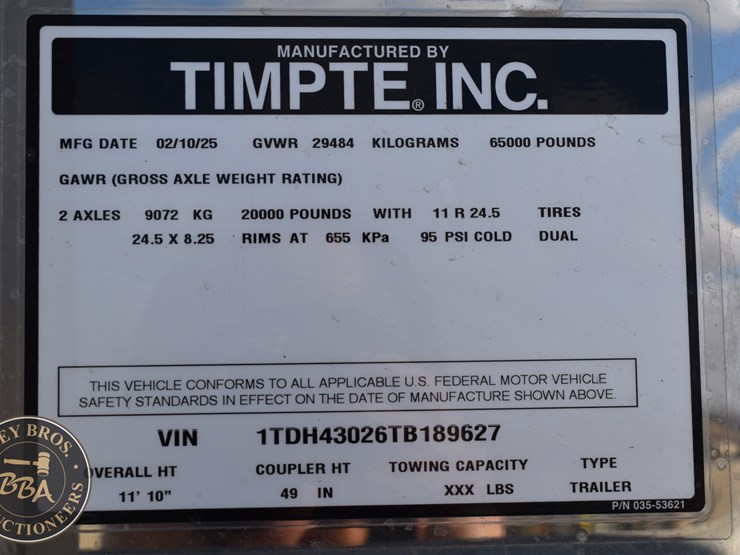 MANUFACTURED BY
TIMPTE® INC.
MFG DATE 02/10/25 GVWR 29484 KILOGRAMS 65000 POUNDS
GAWR (GROSS AXLE WEIGHT RATING)
2 AXLES 9072 KG 20000 POUNDS WITH 11 R 24.5 TIRES
24.5 X 8.25 RIMS AT 655 KPa 95 PSI COLD DUAL
THIS VEHICLE CONFORMS TO ALL APPLICABLE U.S. FEDERAL MOTOR VEHICLE
SAFETY STANDARDS IN EFFECT ON THE DATE OF MANUFACTURE SHOWN ABOVE.
VIN 1TDH43026TB189627
VERALL HT COUPLER HT TOWING CAPACITY TYPE
11' 10" 49 IN XXX LBS TRAILER
P/N 035-53621
EY BROS.
BBA
CTIONEERS